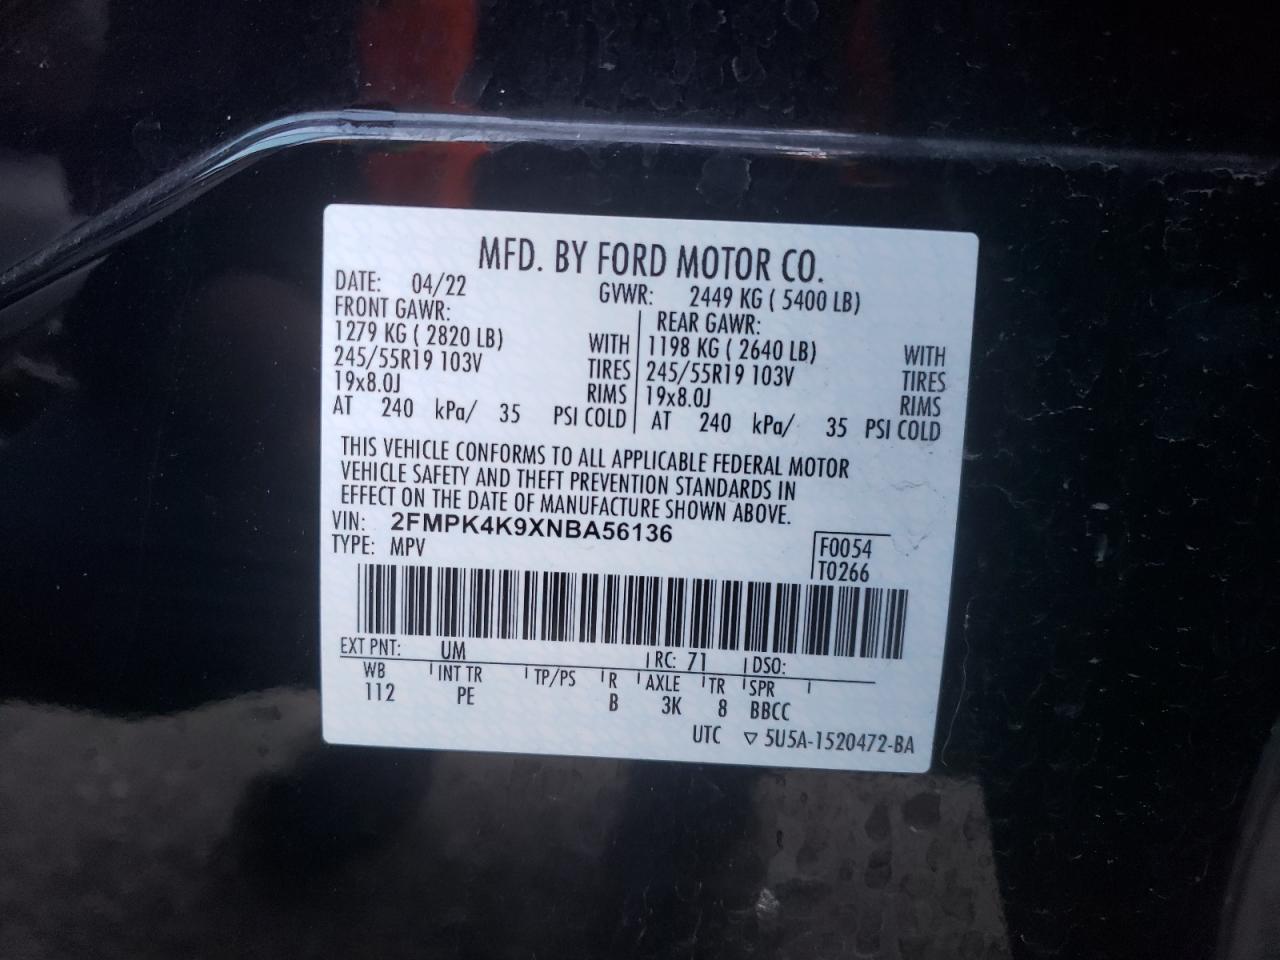 MFD. BY FORD MOTOR CO.
DATE: 04/22 GVWR: 2449 KG ( 5400 LB)
FRONT GAWR: REAR GAWR:
1279 KG ( 2820 LB) WITH 1198 KG ( 2640 LB) WITH
245/55R19 103V TIRES 245/55R19 103V TIRES
19x8.0J RIMS 19x8.0J RIMS
AT 240 kPa/ 35 PSI COLD AT 240 kPa/ 35 PSI COLD
THIS VEHICLE CONFORMS TO ALL APPLICABLE FEDERAL MOTOR
VEHICLE SAFETY AND THEFT PREVENTION STANDARDS IN
EFFECT ON THE DATE OF MANUFACTURE SHOWN ABOVE.
VIN: 2FMPK4K9XNBA56136
TYPE: MPV
F0054
T0266
EXT PNT: UM RC: 71 DSO:
WB INT TR TP/PS R AXLE TR SPR
112 PE B 3K 8 BBCC
UTC ▽ 5U5A-1520472-BA